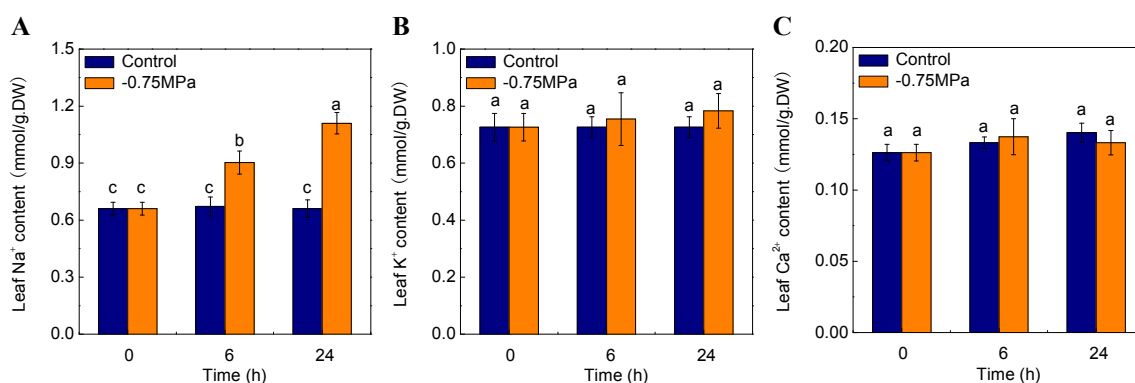 A
Leaf Na⁺ content (mmol/g.DW)
1.5
1.2
0.9
0.6
0.3
0.0
Control
-0.75MPa
c c c b c a
0 6 24
Time (h)
B
Leaf K⁺ content (mmol/g.DW)
1.0
0.8
0.6
0.4
0.2
0.0
Control
-0.75MPa
a a a a a a
0 6 24
Time (h)
C
Leaf Ca²⁺ content (mmol/g.DW)
0.20
0.15
0.10
0.05
0.00
Control
-0.75MPa
a a a a a a
0 6 24
Time (h)